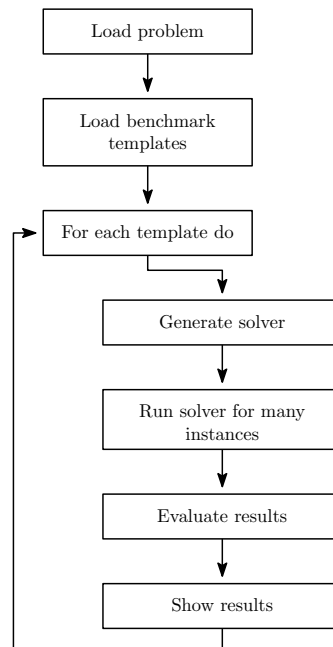 Load problem
Load benchmark
templates
For each template do
Generate solver
Run solver for many
instances
Evaluate results
Show results